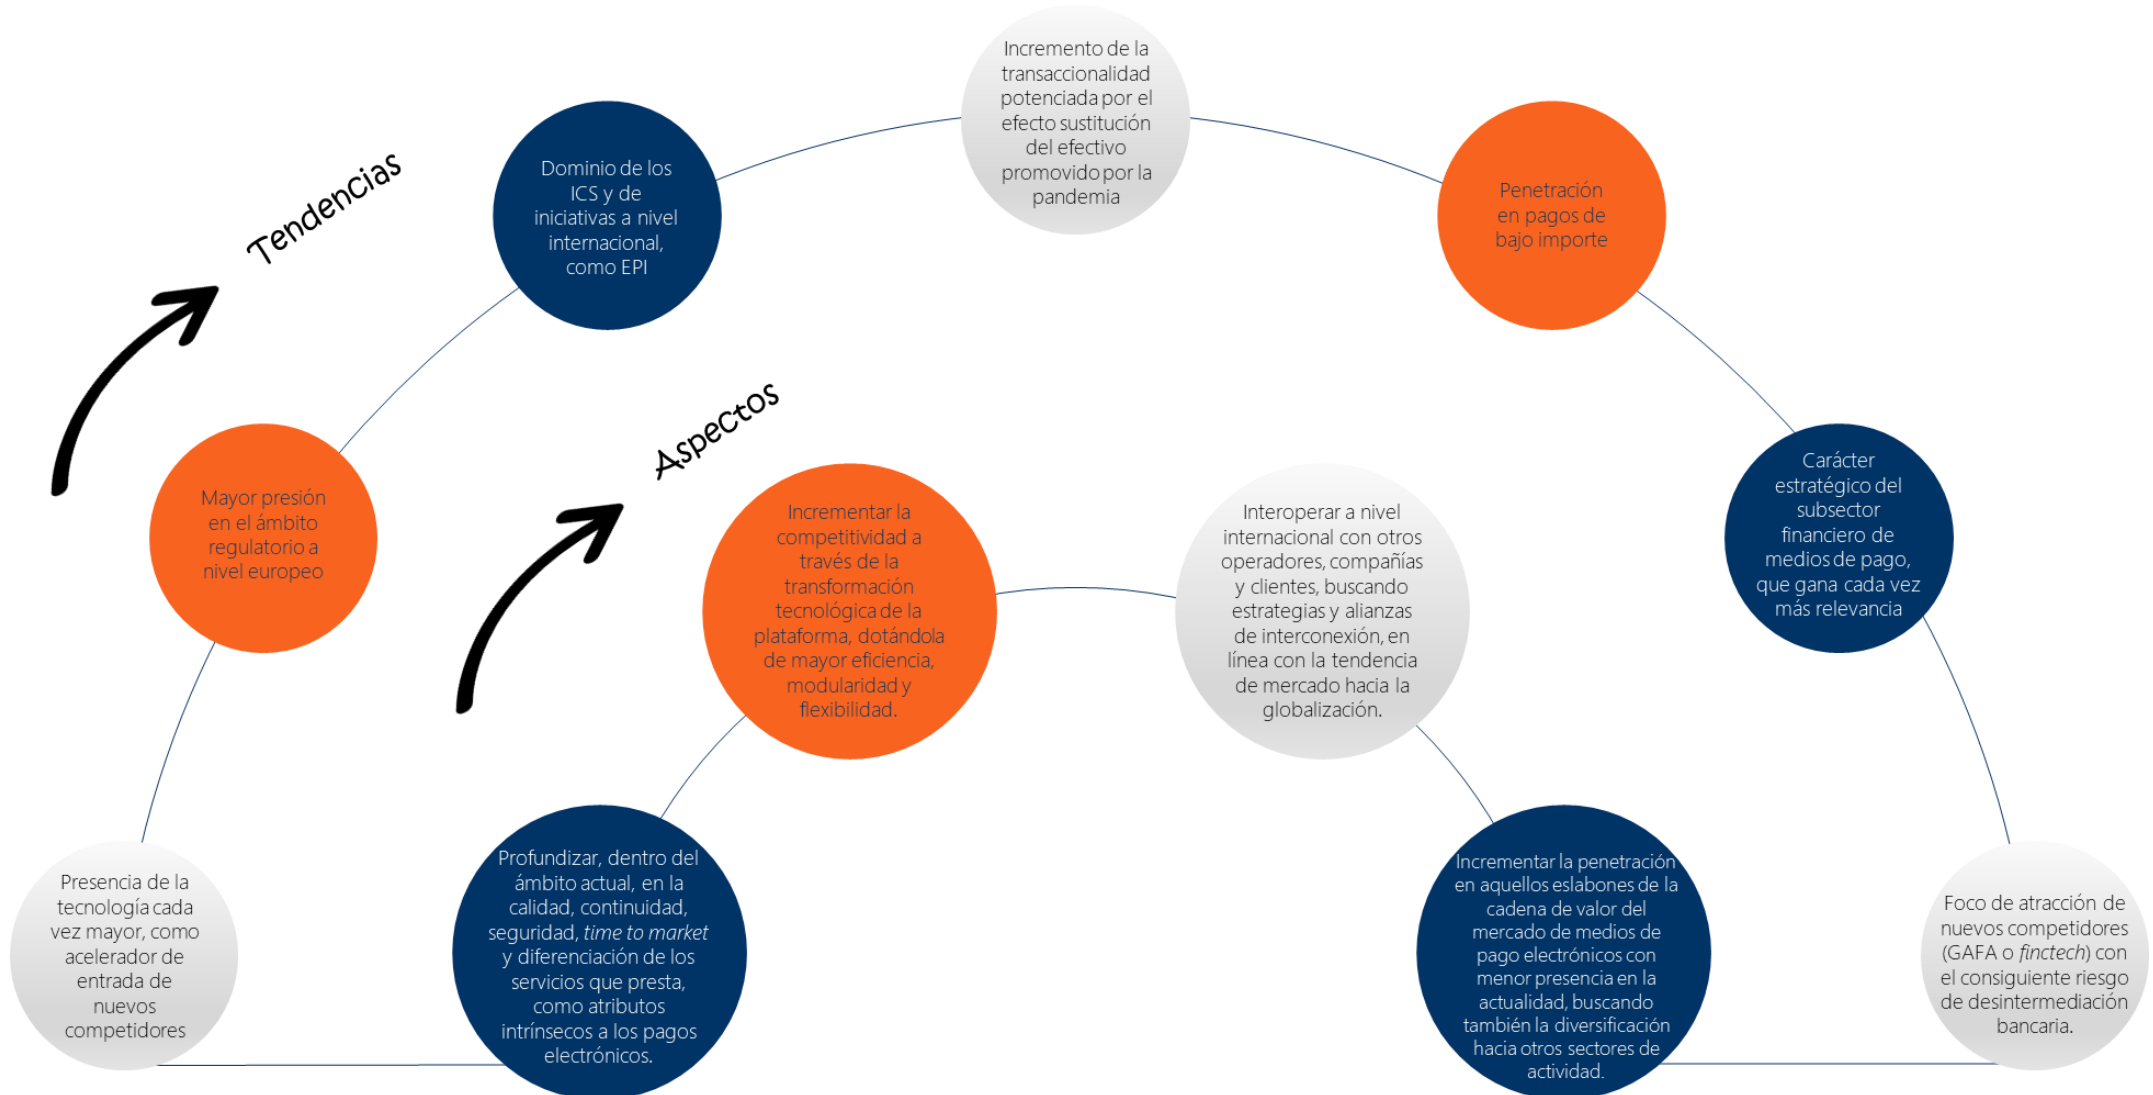 Tendencias
Presencia de la
tecnología cada
vez mayor, como
acelerador de
entrada de
nuevos
competidores
Mayor presión
en el ámbito
regulatorio a
nivel europeo
Dominio de los
ICS y de
iniciativas a nivel
internacional,
como EPI
Incremento de la
transaccionalidad
potenciada por el
efecto sustitución
del efectivo
promovido por la
pandemia
Penetración
en pagos de
bajo importe
Carácter
estratégico del
subsector
financiero de
medios de pago,
que gana cada vez
más relevancia
Foco de atracción de
nuevos competidores
(GAFA o finctech) con
el consiguiente riesgo
de desintermediación
bancaria.
Aspectos
Profundizar, dentro del
ámbito actual, en la
calidad, continuidad,
seguridad, time to market
y diferenciación de los
servicios que presta,
como atributos
intrínsecos a los pagos
electrónicos.
Incrementar la
competitividad a
través de la
transformación
tecnológica de la
plataforma, dotándola
de mayor eficiencia,
modularidad y
flexibilidad.
Interoperar a nivel
internacional con otros
operadores, compañías
y clientes, buscando
estrategias y alianzas
de interconexión, en
línea con la tendencia
de mercado hacia la
globalización.
Incrementar la penetración
en aquellos eslabones de la
cadena de valor del
mercado de medios de
pago electrónicos con
menor presencia en la
actualidad, buscando
también la diversificación
hacia otros sectores de
actividad.